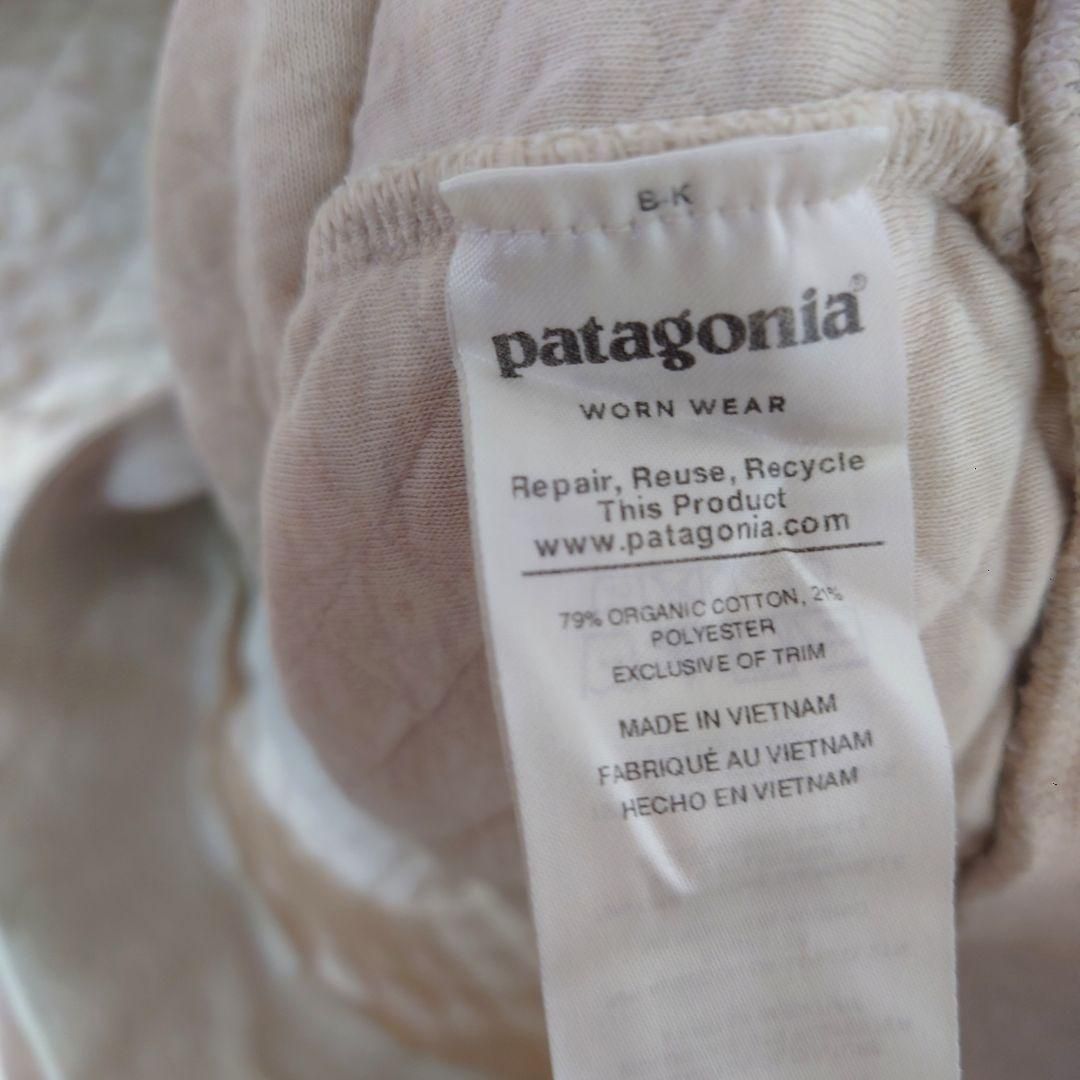 B-K
patagonia®
WORN WEAR
Repair, Reuse, Recycle
This Product
www.patagonia.com
79% ORGANIC COTTON, 21%
POLYESTER
EXCLUSIVE OF TRIM
MADE IN VIETNAM
FABRIQUÉ AU VIETNAM
HECHO EN VIETNAM